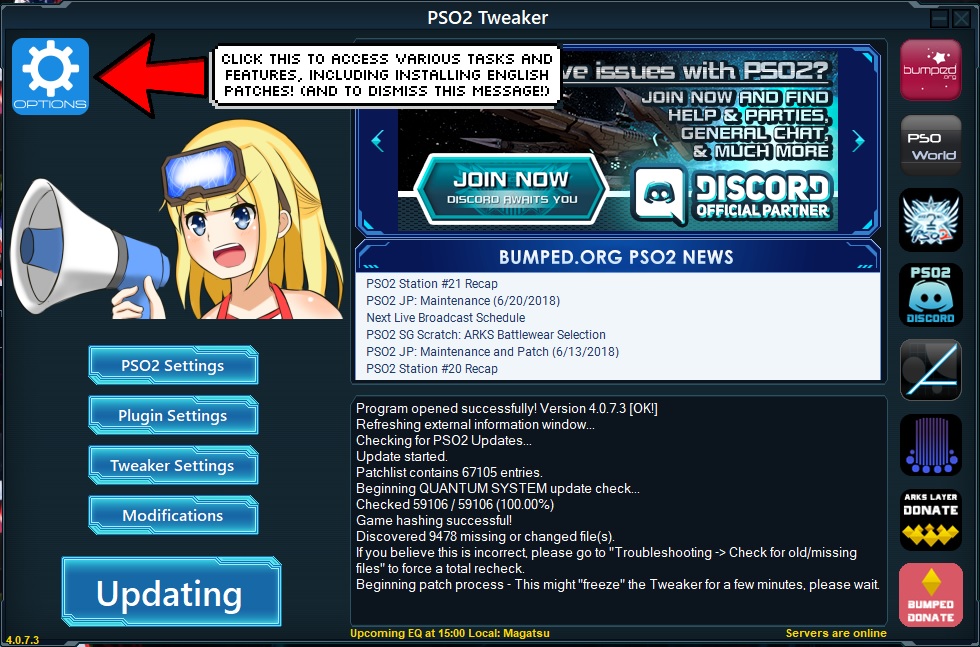 PSO2 Tweaker
OPTIONS
CLICK THIS TO ACCESS VARIOUS TASKS AND
FEATURES, INCLUDING INSTALLING ENGLISH
PATCHES! (AND TO DISMISS THIS MESSAGE!)
ve issues with PSO2?
JOIN NOW AND FIND
HELP & PARTIES,
GENERAL CHAT,
& MUCH MORE
JOIN NOW
DISCORD AWAITS YOU
DISCORD
OFFICIAL PARTNER
BUMPED.ORG PSO2 NEWS
PSO2 Station #21 Recap
PSO2 JP: Maintenance (6/20/2018)
Next Live Broadcast Schedule
PSO2 SG Scratch: ARKS Battlewear Selection
PSO2 JP: Maintenance and Patch (6/13/2018)
PSO2 Station #20 Recap
PSO2 Settings
Plugin Settings
Tweaker Settings
Modifications
Updating
4.0.7.3
Program opened successfully! Version 4.0.7.3 [OK!]
Refreshing external information window...
Checking for PSO2 Updates...
Update started.
Patchlist contains 67105 entries.
Beginning QUANTUM SYSTEM update check...
Checked 59106 / 59106 (100.00%)
Game hashing successful!
Discovered 9478 missing or changed file(s).
If you believe this is incorrect, please go to "Troubleshooting -> Check for old/missing
files" to force a total recheck.
Beginning patch process - This might "freeze" the Tweaker for a few minutes, please wait.
Upcoming EQ at 15:00 Local: Magatsu
Servers are online
bumped
.org
PSO
World
?
PSO2
PSO2
DISCORD
ARKS LAYER
DONATE
BUMPED
DONATE